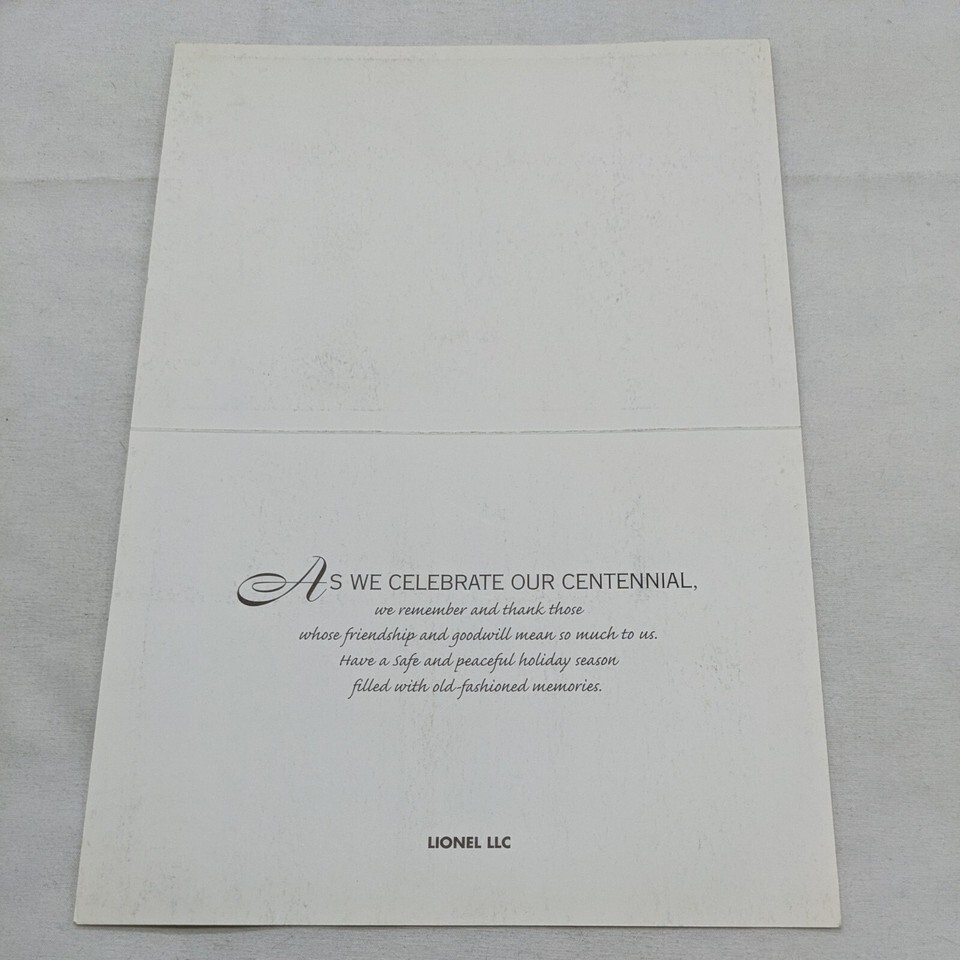 AS WE CELEBRATE OUR CENTENNIAL,
we remember and thank those
whose friendship and goodwill mean so much to us.
Have a Safe and peaceful holiday season
filled with old-fashioned memories.
LIONEL LLC